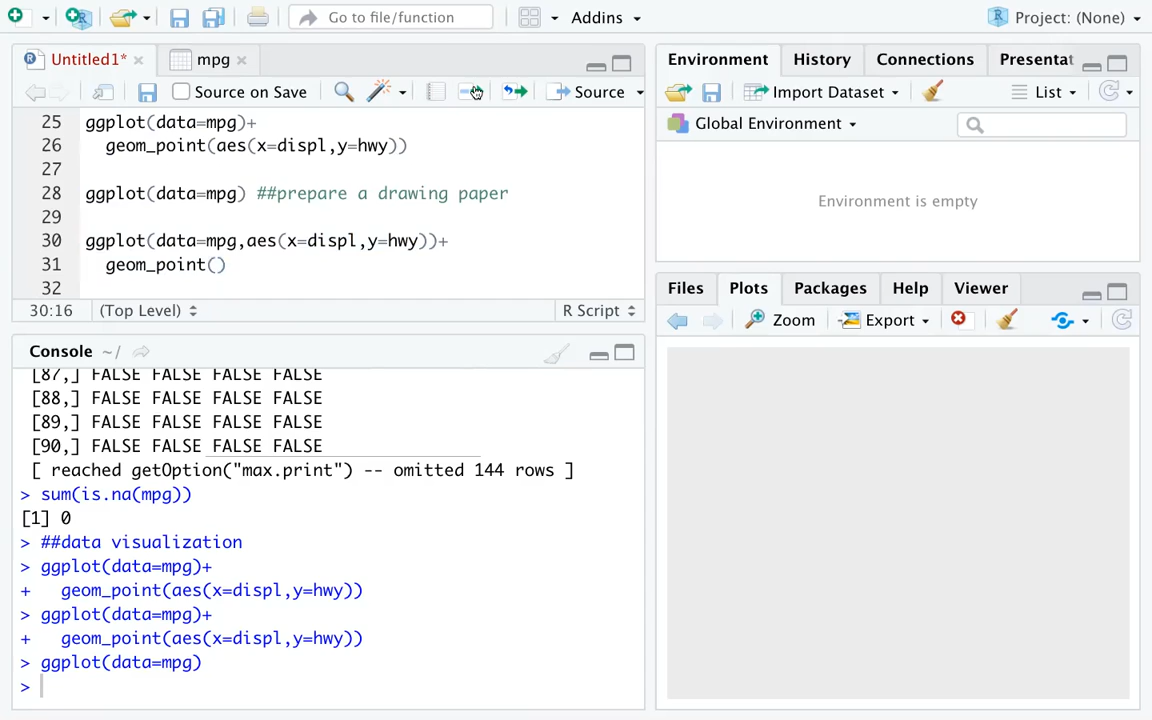 Go to file/function
Addins
Project: (None)
Untitled1*
mpg
Source on Save
Source
25 ggplot(data=mpg)+
26 geom_point(aes(x=displ,y=hwy))
27
28 ggplot(data=mpg) ##prepare a drawing paper
29
30 ggplot(data=mpg,aes(x=displ,y=hwy))+
31 geom_point()
32
30:16 (Top Level) R Script
Console ~/
[87,] FALSE FALSE FALSE FALSE
[88,] FALSE FALSE FALSE FALSE
[89,] FALSE FALSE FALSE FALSE
[90,] FALSE FALSE FALSE FALSE
[ reached getOption("max.print") -- omitted 144 rows ]
> sum(is.na(mpg))
[1] 0
> ##data visualization
> ggplot(data=mpg)+
+ geom_point(aes(x=displ,y=hwy))
> ggplot(data=mpg)+
+ geom_point(aes(x=displ,y=hwy))
> ggplot(data=mpg)
>
Environment History Connections Presentat
Import Dataset List
Global Environment
Environment is empty
Files Plots Packages Help Viewer
Zoom Export